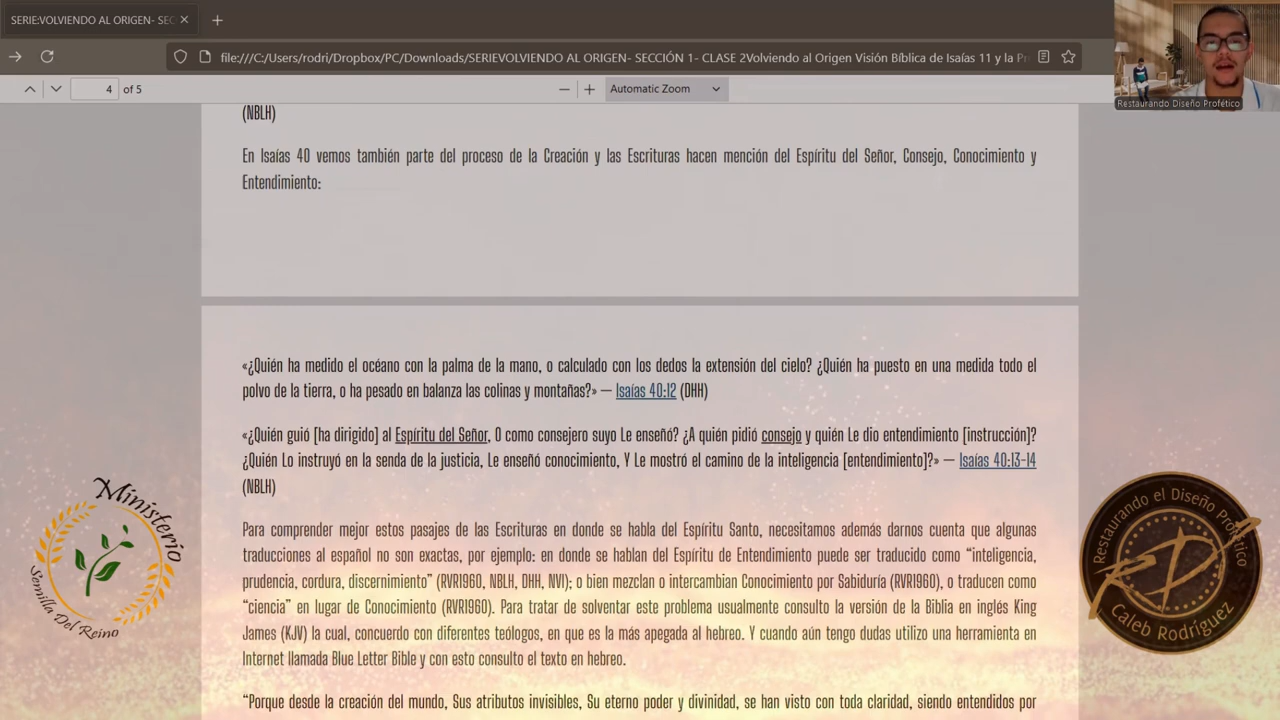 SERIE:VOLVIENDO AL ORIGEN- SEC
file:///C:/Users/rodri/Dropbox/PC/Downloads/SERIEVOLVIENDO AL ORIGEN- SECCIÓN 1- CLASE 2Volviendo al Origen Visión Bíblica de Isaías 11 y la Pr
4 of 5
Automatic Zoom
Restaurando Diseño Profético
(NBLH)
En Isaías 40 vemos también parte del proceso de la Creación y las Escrituras hacen mención del Espíritu del Señor, Consejo, Conocimiento y
Entendimiento:
«¿Quién ha medido el océano con la palma de la mano, o calculado con los dedos la extensión del cielo? ¿Quién ha puesto en una medida todo el
polvo de la tierra, o ha pesado en balanza las colinas y montañas?» — Isaías 40:12 (DHH)
«¿Quién guió [ha dirigido] al Espíritu del Señor, O como consejero suyo Le enseñó? ¿A quién pidió consejo y quién Le dio entendimiento [instrucción]?
¿Quién Lo instruyó en la senda de la justicia, Le enseñó conocimiento, Y Le mostró el camino de la inteligencia [entendimiento]?» — Isaías 40:13-14
(NBLH)
Para comprender mejor estos pasajes de las Escrituras en donde se habla del Espíritu Santo, necesitamos además darnos cuenta que algunas
traducciones al español no son exactas, por ejemplo: en donde se hablan del Espíritu de Entendimiento puede ser traducido como “inteligencia,
prudencia, cordura, discernimiento” (RVR1960, NBLH, DHH, NVI); o bien mezclan o intercambian Conocimiento por Sabiduría (RVR1960), o traducen como
“ciencia” en lugar de Conocimiento (RVR1960). Para tratar de solventar este problema usualmente consulto la versión de la Biblia en inglés King
James (KJV) la cual, concuerdo con diferentes teólogos, en que es la más apegada al hebreo. Y cuando aún tengo dudas utilizo una herramienta en
Internet llamada Blue Letter Bible y con esto consulto el texto en hebreo.
“Porque desde la creación del mundo, Sus atributos invisibles, Su eterno poder y divinidad, se han visto con toda claridad, siendo entendidos por
Ministerio
Semilla Del Reino
Restaurando el Diseño Profético
RD
Caleb Rodríguez